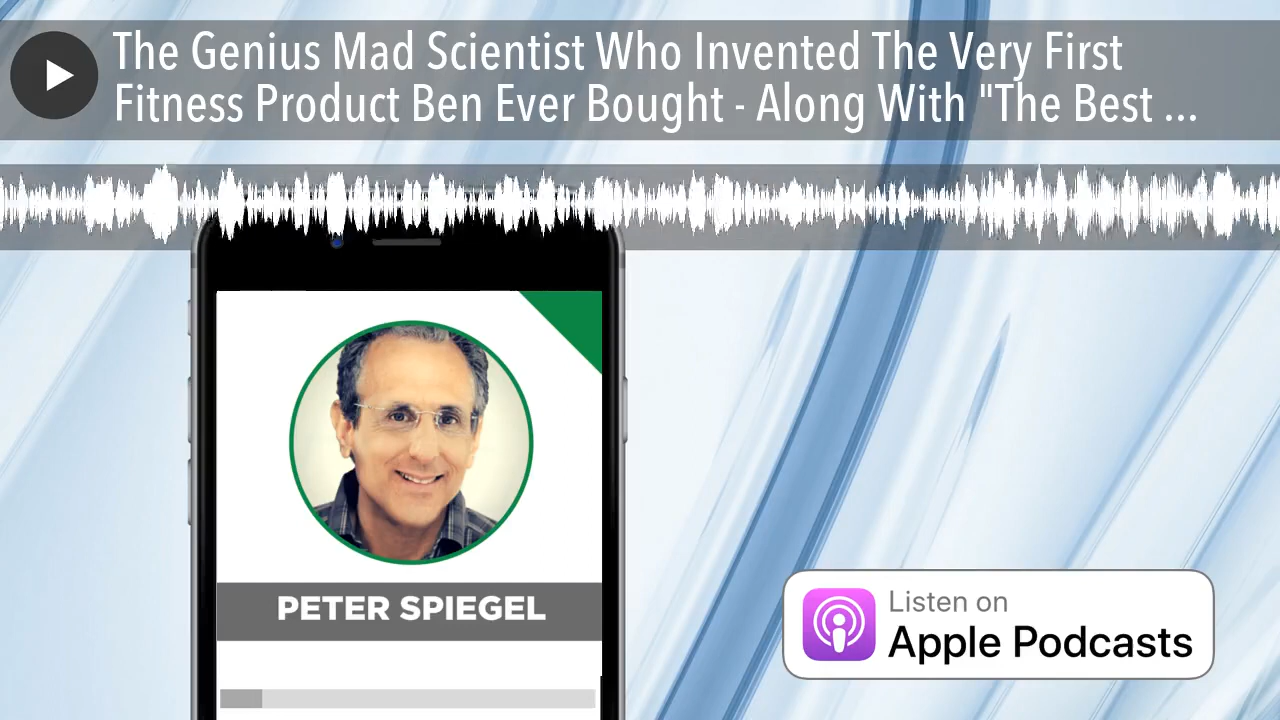 The Genius Mad Scientist Who Invented The Very First
Fitness Product Ben Ever Bought - Along With "The Best ...
PETER SPIEGEL
Listen on
Apple Podcasts